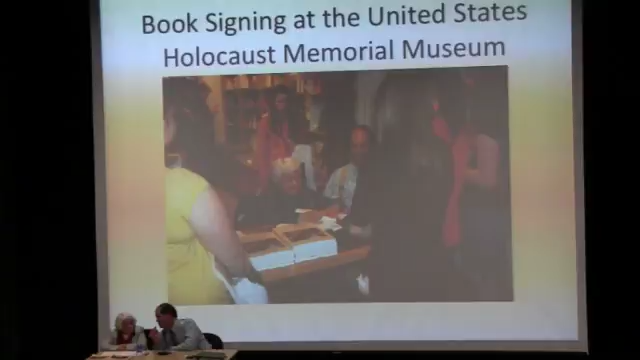 Book Signing at the United States
Holocaust Memorial Museum